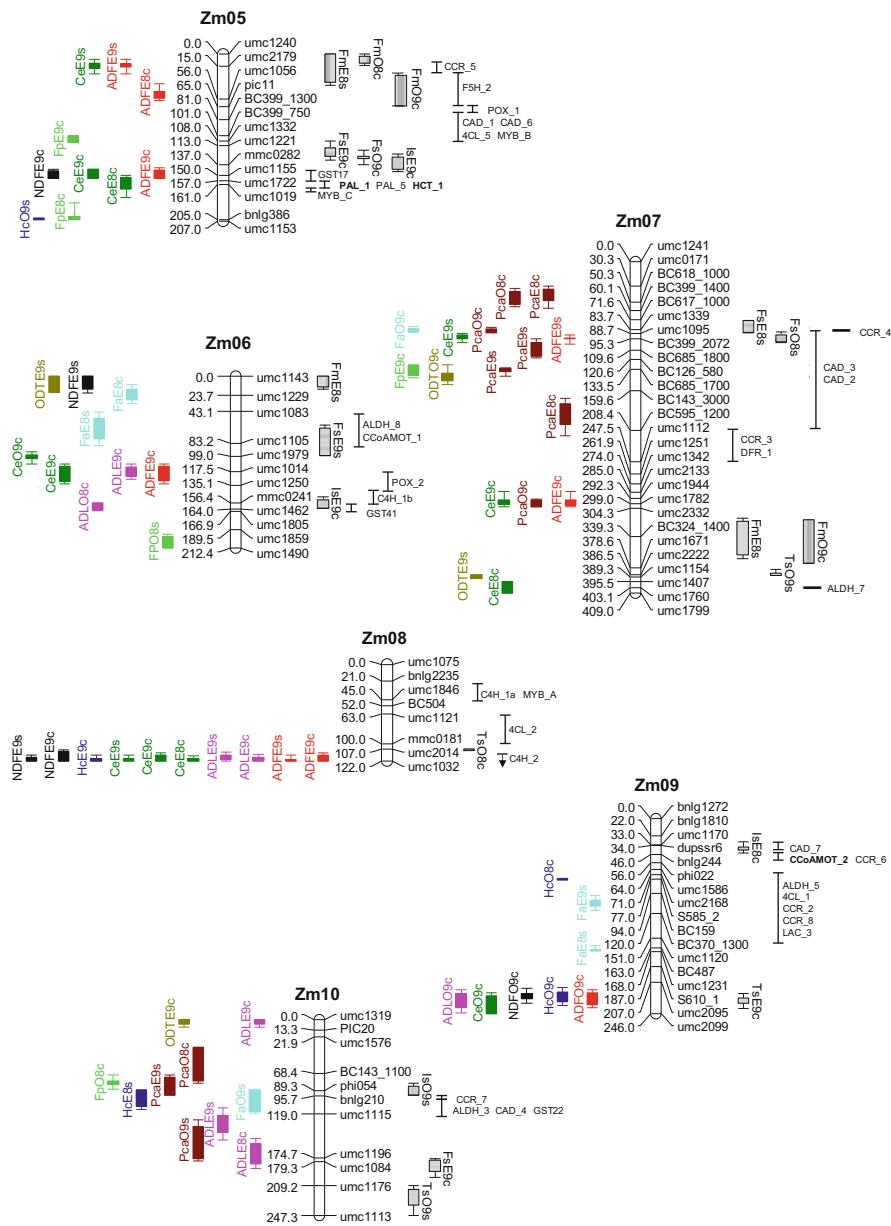 Zm05
0.0 umc1240
15.0 umc2179
56.0 umc1056
65.0 pic11
81.0 BC399_1300
101.0 BC399_750
108.0 umc1332
113.0 umc1221
137.0 mmc0282
150.0 umc1155
157.0 umc1722
161.0 umc1019
205.0 bnlg386
207.0 umc1153
CeE9s
ADFE9s
ADFE8c
FpE9c
NDFE9c
CeE9c
CeE8c
ADFE9c
HcO9s
FpE8c
FmE8s
FmO8c
FmO9c
FsE9c
FsO9c
IsE9c
CCR_5
F5H_2
POX_1
CAD_1 CAD_6
4CL_5 MYB_B
GST17
PAL_1 PAL_5 HCT_1
MYB_C
Zm06
0.0 umc1143
23.7 umc1229
43.1 umc1083
83.2 umc1105
99.0 umc1979
117.5 umc1014
135.1 umc1250
156.4 mmc0241
164.0 umc1462
166.9 umc1805
189.5 umc1859
212.4 umc1490
ODTE9s
NDFE9s
FaE8c
FaE8s
CeO9c
CeE9c
ADLO8c
ADLE9c
ADFE9c
FPO8s
FmE8s
FsE9s
IsE9c
ALDH_8
CCoAMOT_1
POX_2
C4H_1b
GST41
Zm07
0.0 umc1241
30.3 umc0171
50.3 BC618_1000
60.1 BC399_1400
71.6 BC617_1000
83.7 umc1339
88.7 umc1095
95.3 BC399_2072
109.6 BC685_1800
120.6 BC126_580
133.5 BC685_1700
159.6 BC143_3000
208.4 BC595_1200
247.5 umc1112
261.9 umc1251
274.0 umc1342
285.0 umc2133
292.3 umc1944
299.0 umc1782
304.3 umc2332
339.3 BC324_1400
378.6 umc1671
386.5 umc2222
389.3 umc1154
395.5 umc1407
403.1 umc1760
409.0 umc1799
FaO9c
CeE9s
PcaO9c
PcaO8c
PcaE8c
FpE9c
ODTO9c
PcaE9s
PcaE9c
ADFE9s
PcaE8c
CeE9c
PcaO9c
ADFE9c
ODTE9s
CeE8c
FsE8s
FsO8s
FmE8s
FmO9c
TsO9s
CCR_4
CAD_3
CAD_2
CCR_3
DFR_1
ALDH_7
Zm08
0.0 umc1075
21.0 bnlg2235
45.0 umc1846
52.0 BC504
63.0 umc1121
100.0 mmc0181
107.0 umc2014
122.0 umc1032
NDFE9s
NDFE9c
HcE9c
CeE9s
CeE9c
CeE8c
ADLE9s
ADLE9c
ADFE9s
ADFE9c
TsO8c
C4H_1a MYB_A
4CL_2
C4H_2
Zm09
0.0 bnlg1272
22.0 bnlg1810
33.0 umc1170
34.0 dupssr6
46.0 bnlg244
56.0 phi022
64.0 umc1586
71.0 umc2168
77.0 S585_2
94.0 BC159
120.0 BC370_1300
151.0 umc1120
163.0 BC487
168.0 umc1231
187.0 S610_1
207.0 umc2095
246.0 umc2099
HcO8c
FaE9s
FaE8s
ADLO9c
CeO9c
NDFO9c
HcO9c
ADFO9c
IsE8c
TsE9c
CAD_7
CCoAMOT_2 CCR_6
ALDH_5
4CL_1
CCR_2
CCR_8
LAC_3
Zm10
0.0 umc1319
13.3 PIC20
21.9 umc1576
68.4 BC143_1100
89.3 phi054
95.7 bnlg210
119.0 umc1115
174.7 umc1196
179.3 umc1084
209.2 umc1176
247.3 umc1113
ODTE9c
ADLE9c
FpO8c
HcE8s
PcaE9s
PcaO8c
FaO9s
PcaO9s
ADLE9s
ADLE8c
IsO9s
FsE9c
TsO9s
CCR_7
ALDH_3 CAD_4 GST22